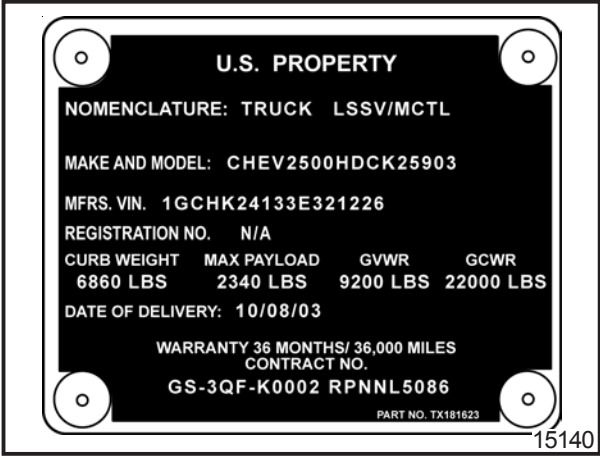 U.S. PROPERTY
NOMENCLATURE: TRUCK LSSV/MCTL
MAKE AND MODEL: CHEV2500HDCK25903
MFRS. VIN. 1GCHK24133E321226
REGISTRATION NO. N/A
CURB WEIGHT MAX PAYLOAD GVWR GCWR
6860 LBS 2340 LBS 9200 LBS 22000 LBS
DATE OF DELIVERY: 10/08/03
WARRANTY 36 MONTHS/ 36,000 MILES
CONTRACT NO.
GS-3QF-K0002 RPNNL5086
PART NO. TX181623
15140